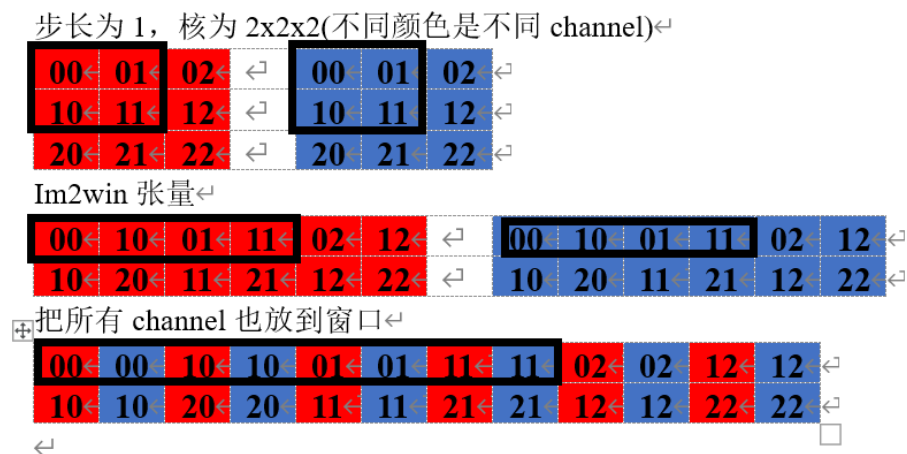 步长为 1，核为 2x2x2(不同颜色是不同 channel)↵
00↵ 01↵ 02↵ ↵ 00↵ 01↵ 02↵↵
10↵ 11↵ 12↵ ↵ 10↵ 11↵ 12↵↵
20↵ 21↵ 22↵ ↵ 20↵ 21↵ 22↵↵
Im2win 张量↵
00↵ 10↵ 01↵ 11↵ 02↵ 12↵ ↵ 00↵ 10↵ 01↵ 11↵ 02↵ 12↵↵
10↵ 20↵ 11↵ 21↵ 12↵ 22↵ ↵ 10↵ 20↵ 11↵ 21↵ 12↵ 22↵↵
把所有 channel 也放到窗口↵
00↵ 00↵ 10↵ 10↵ 01↵ 01↵ 11↵ 11↵ 02↵ 02↵ 12↵ 12↵↵
10↵ 10↵ 20↵ 20↵ 11↵ 11↵ 21↵ 21↵ 12↵ 12↵ 22↵ 22↵↵
↵